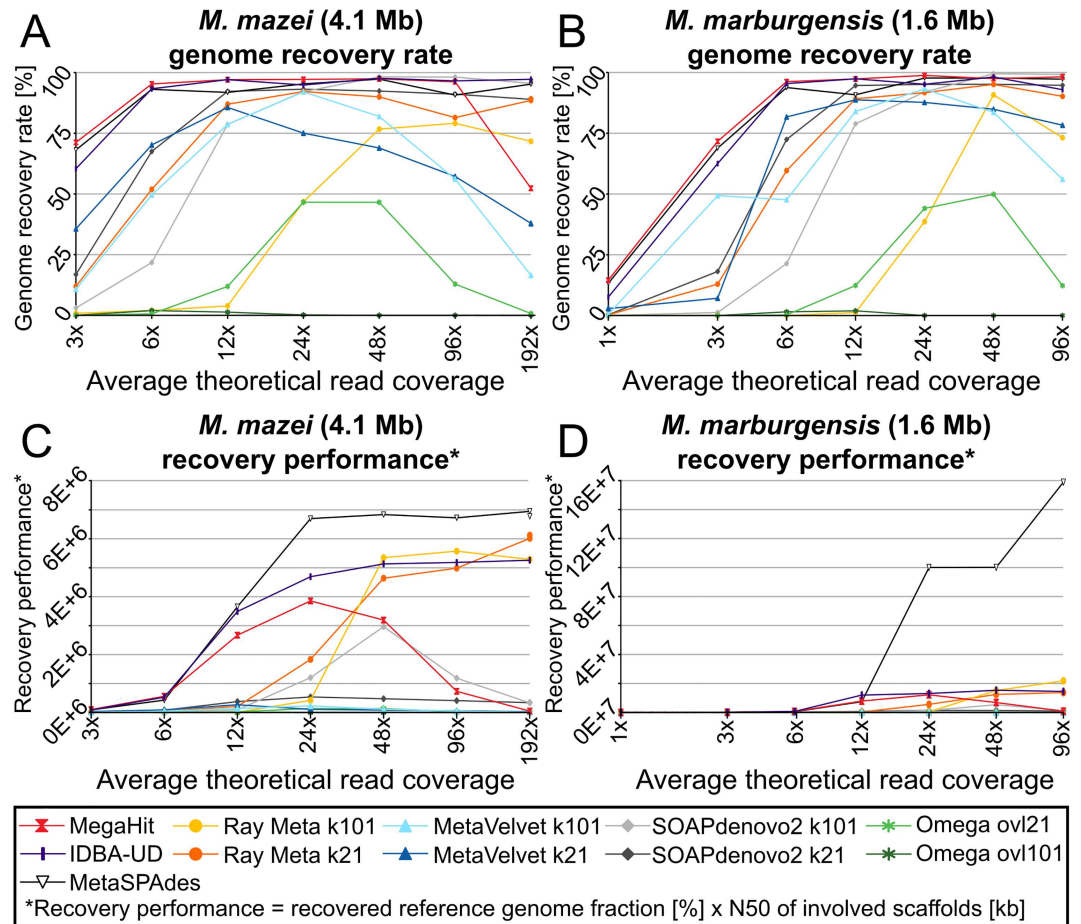 A
M. mazei (4.1 Mb)
genome recovery rate
Genome recovery rate [%]
100
75
50
25
0
3x
6x
12x
24x
48x
96x
192x
Average theoretical read coverage
B
M. marburgensis (1.6 Mb)
genome recovery rate
Genome recovery rate [%]
100
75
50
25
0
1x
3x
6x
12x
24x
48x
96x
Average theoretical read coverage
C
M. mazei (4.1 Mb)
recovery performance*
Recovery performance*
8E+6
6E+6
4E+6
2E+6
0E+6
3x
6x
12x
24x
48x
96x
192x
Average theoretical read coverage
D
M. marburgensis (1.6 Mb)
recovery performance*
Recovery performance*
16E+7
12E+7
8E+7
4E+7
0E+7
1x
3x
6x
12x
24x
48x
96x
Average theoretical read coverage
MegaHit
Ray Meta k101
MetaVelvet k101
SOAPdenovo2 k101
Omega ovl21
IDBA-UD
Ray Meta k21
MetaVelvet k21
SOAPdenovo2 k21
Omega ovl101
MetaSPAdes
*Recovery performance = recovered reference genome fraction [%] x N50 of involved scaffolds [kb]